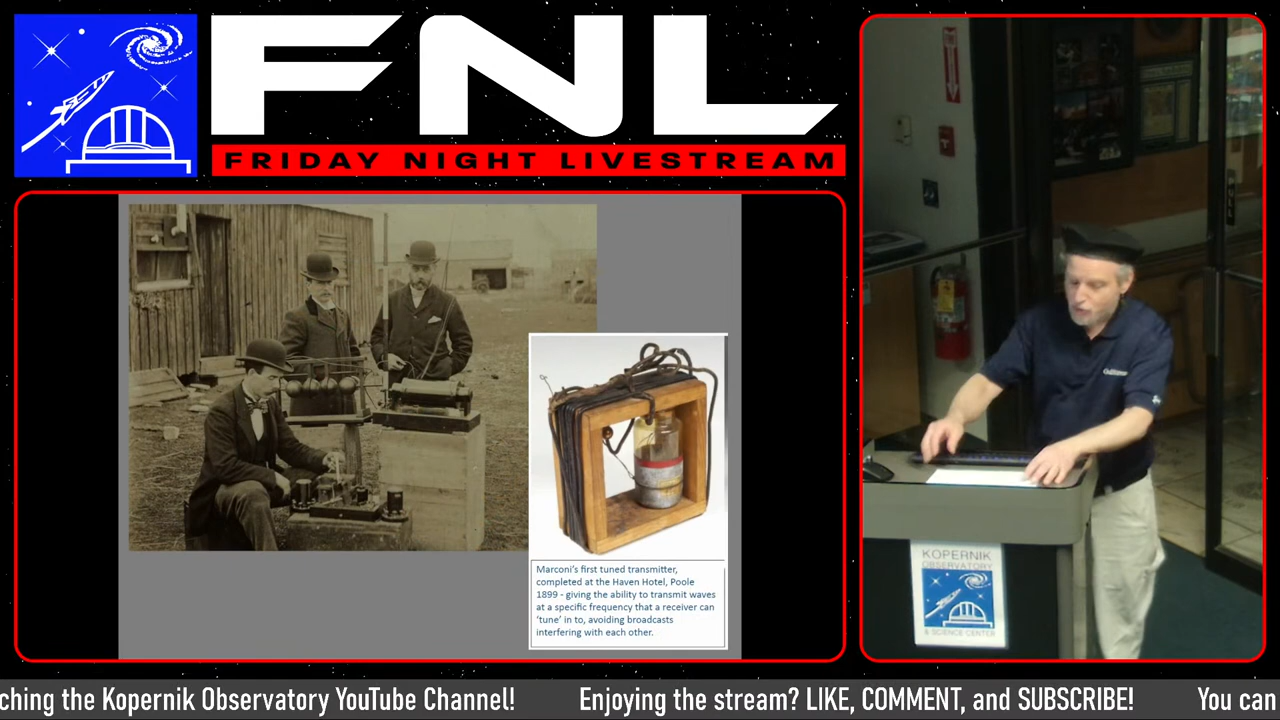 FNL
FRIDAY NIGHT LIVESTREAM
Marconi's first tuned transmitter,
completed at the Haven Hotel, Poole
1899 - giving the ability to transmit waves
at a specific frequency that a receiver can
'tune' in to, avoiding broadcasts
interfering with each other.
KOPERNIK
OBSERVATORY
& SCIENCE CENTER
ching the Kopernik Observatory YouTube Channel! Enjoying the stream? LIKE, COMMENT, and SUBSCRIBE! You can